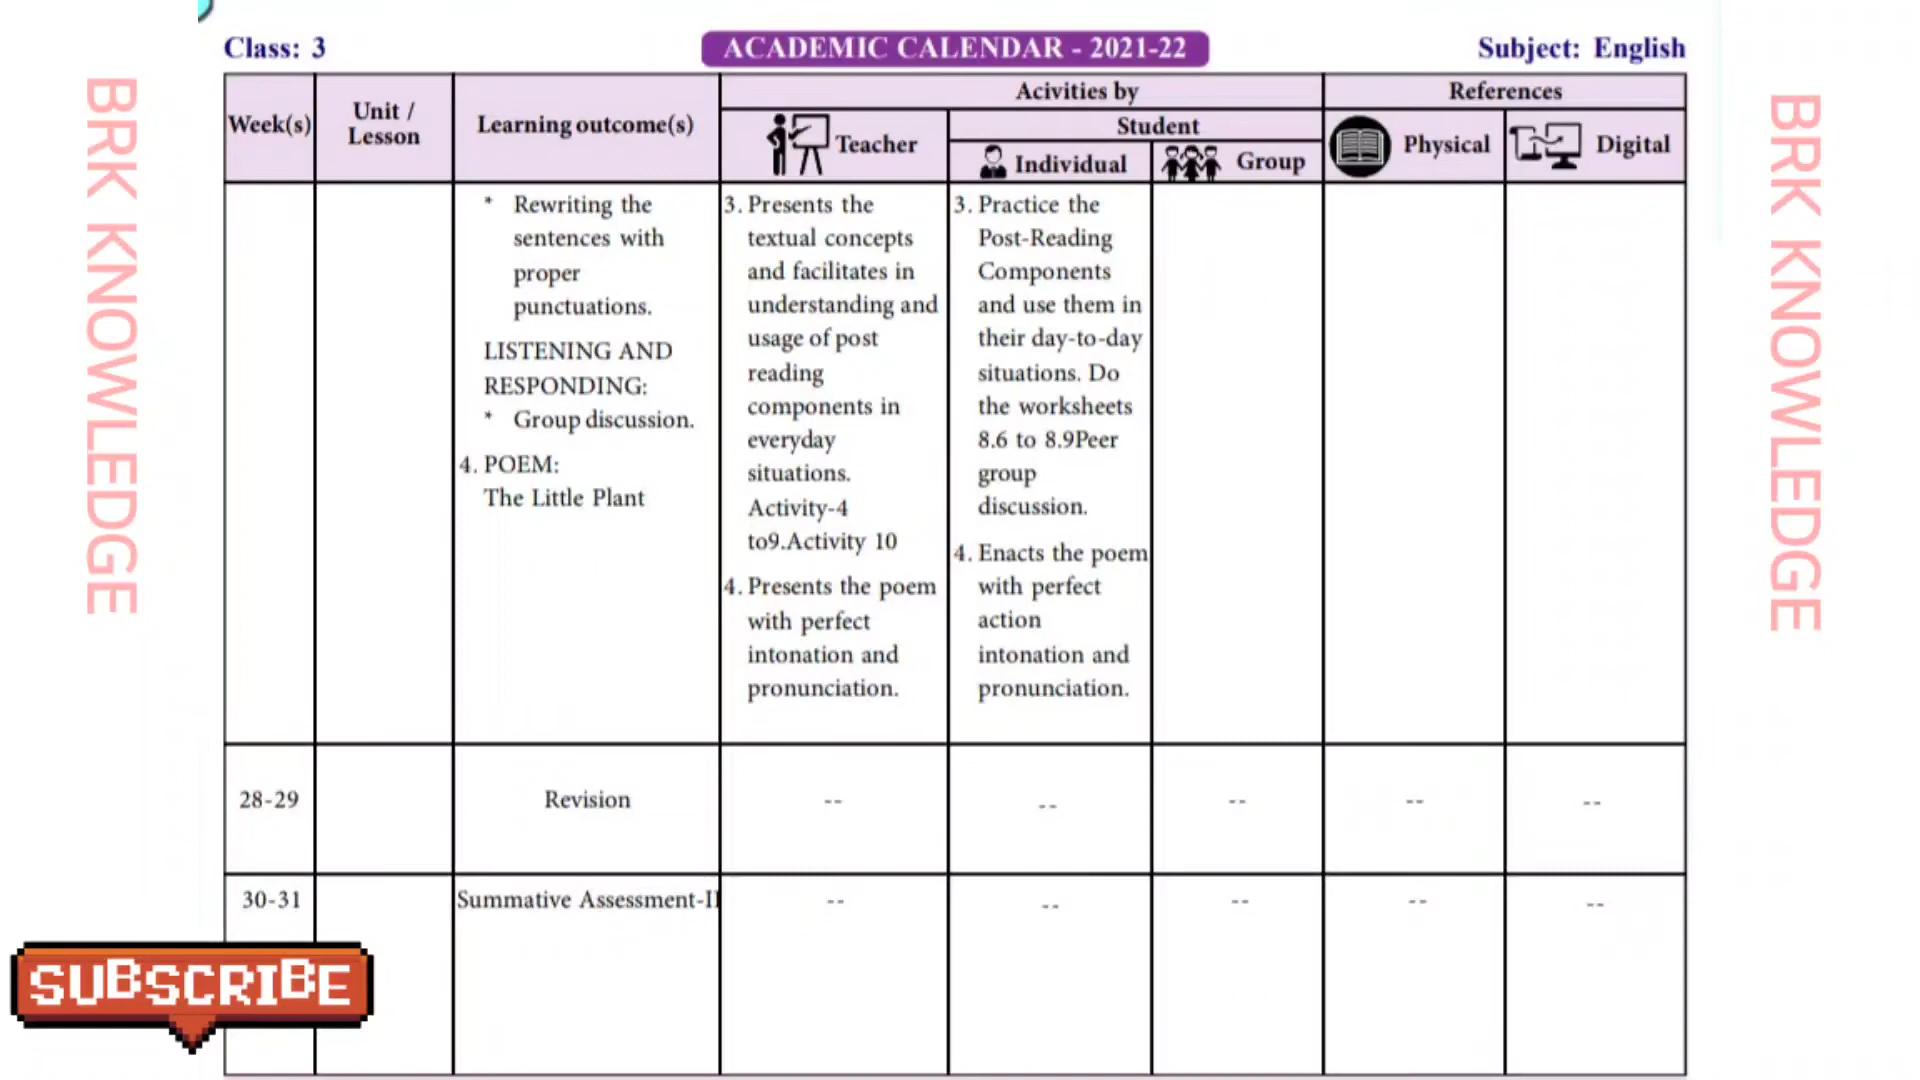 Class: 3
ACADEMIC CALENDAR - 2021-22
Subject: English
Week(s)
Unit /
Lesson
Learning outcome(s)
Acivities by
Teacher
Student
Individual
Group
References
Physical
Digital
* Rewriting the
sentences with
proper
punctuations.
LISTENING AND
RESPONDING:
* Group discussion.
4. POEM:
The Little Plant
3. Presents the
textual concepts
and facilitates in
understanding and
usage of post
reading
components in
everyday
situations.
Activity-4
to9.Activity 10
4. Presents the poem
with perfect
intonation and
pronunciation.
3. Practice the
Post-Reading
Components
and use them in
their day-to-day
situations. Do
the worksheets
8.6 to 8.9Peer
group
discussion.
4. Enacts the poem
with perfect
action
intonation and
pronunciation.
28-29
Revision
-- -- -- -- --
30-31
Summative Assessment-II
-- -- -- -- --
BRK KNOWLEDGE
BRK KNOWLEDGE
SUBSCRIBE